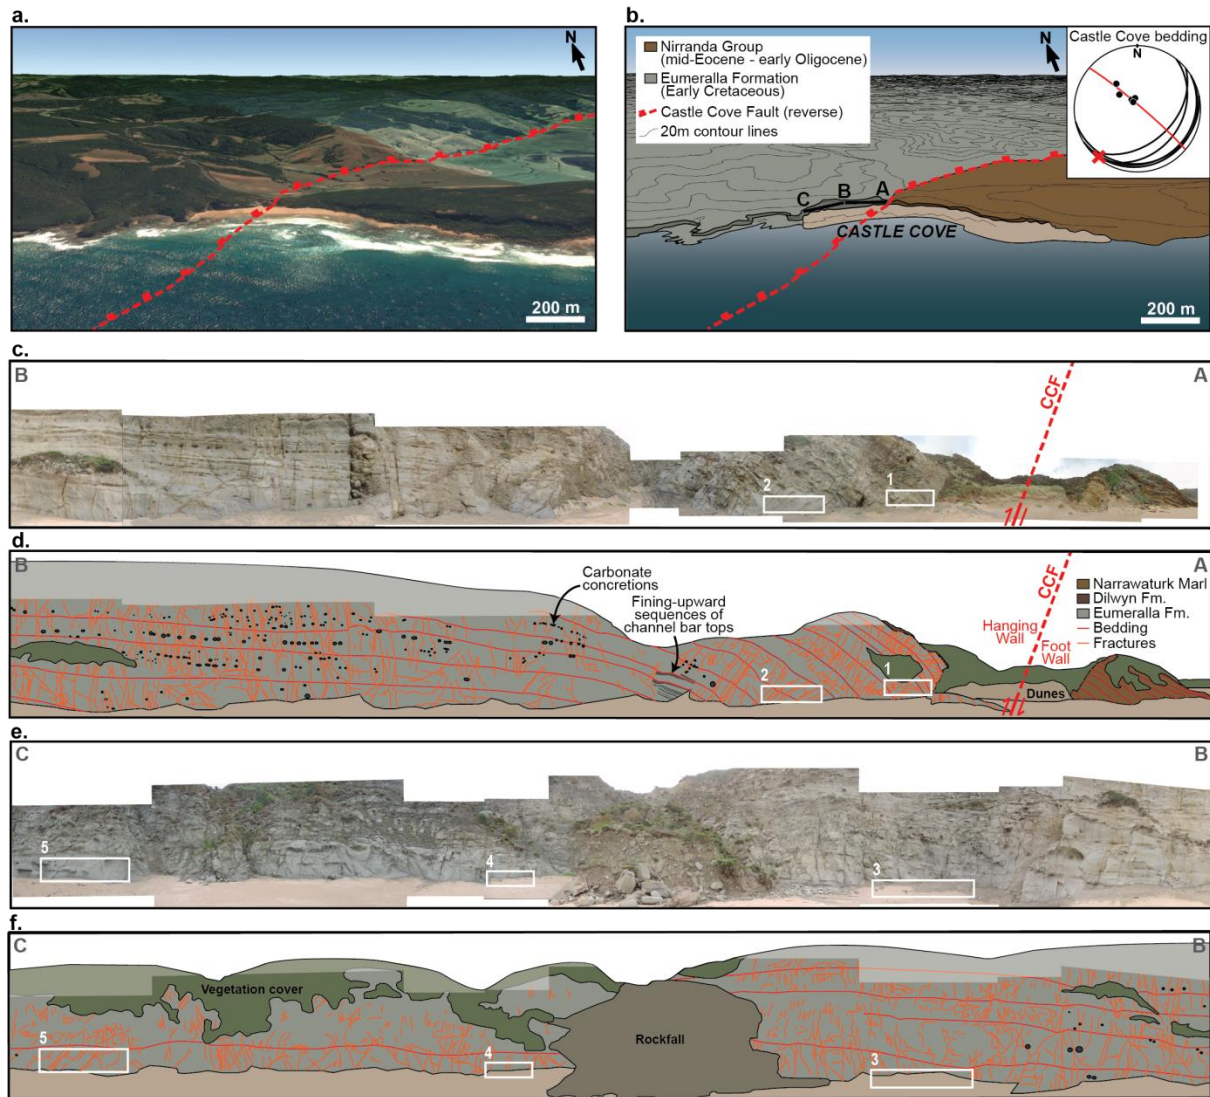 a.
N
200 m
b.
Nirranda Group
(mid-Eocene - early Oligocene)
Eumeralla Formation
(Early Cretaceous)
Castle Cove Fault (reverse)
20m contour lines
N
Castle Cove bedding
N
C
B
A
CASTLE COVE
200 m
c.
B
A
CCF
2
1
d.
B
A
CCF
Carbonate
concretions
Fining-upward
sequences of
channel bar tops
Narrawaturk Marl
Dilwyn Fm.
Eumeralla Fm.
Bedding
Fractures
Hanging
Wall
Foot
Wall
2
1
Dunes
e.
C
B
5
4
3
f.
C
B
Vegetation cover
Rockfall
5
4
3